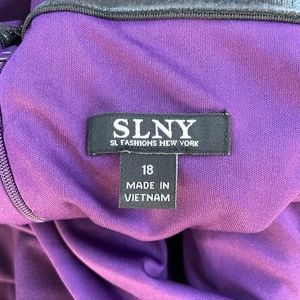 SLNY
SL FASHIONS NEW YORK
18
MADE IN
VIETNAM